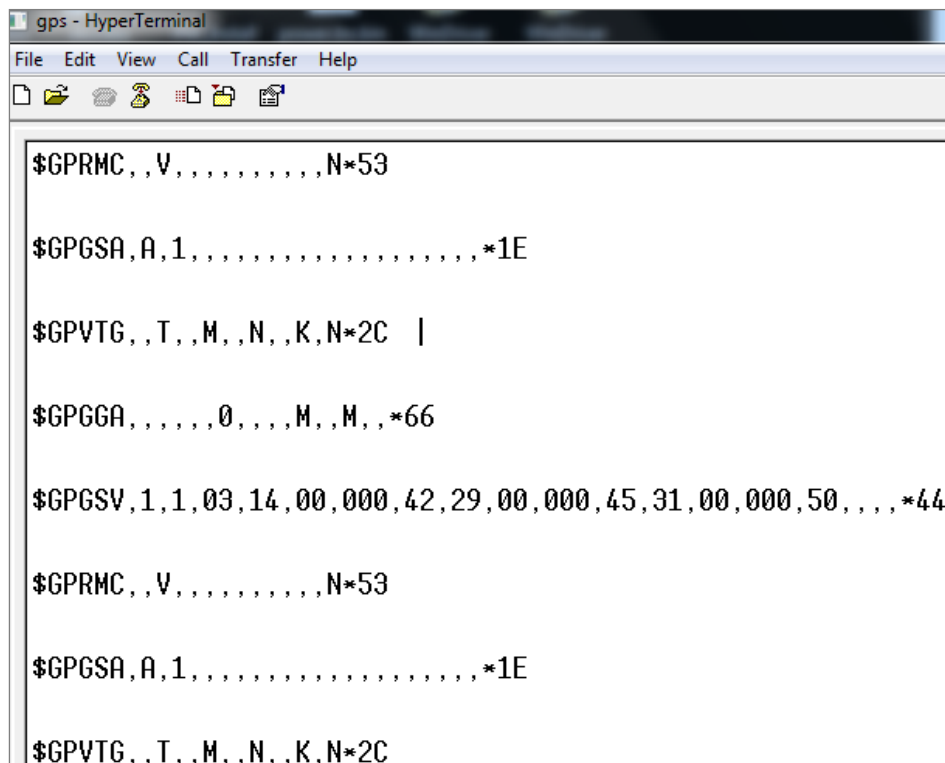 gps - HyperTerminal
File Edit View Call Transfer Help
$GPRMC,,V,,,,,,,,,,N*53
$GPGSA,A,1,,,,,,,,,,,,,,,,,,,*1E
$GPVTG,,T,,M,,N,,K,N*2C
$GPGGA,,,,,,0,,,,M,,M,,*66
$GPGSV,1,1,03,14,00,000,42,29,00,000,45,31,00,000,50,,,,*44
$GPRMC,,V,,,,,,,,,,N*53
$GPGSA,A,1,,,,,,,,,,,,,,,,,,,*1E
$GPVTG,,T,,M,,N,,K,N*2C